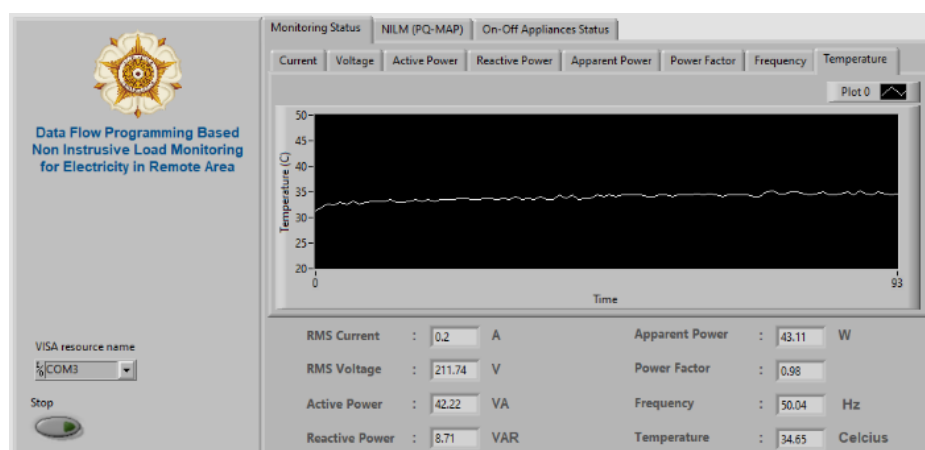 Monitoring Status NILM (PQ-MAP) On-Off Appliances Status
Current Voltage Active Power Reactive Power Apparent Power Power Factor Frequency Temperature
Plot 0
Data Flow Programming Based
Non Instrusive Load Monitoring
for Electricity in Remote Area
Temperature (C)
50
45
40
35
30
25
20
0 93
Time
VISA resource name
COM3
Stop
RMS Current : 0.2 A
RMS Voltage : 211.74 V
Active Power : 42.22 VA
Reactive Power : 8.71 VAR
Apparent Power : 43.11 W
Power Factor : 0.98
Frequency : 50.04 Hz
Temperature : 34.65 Celcius